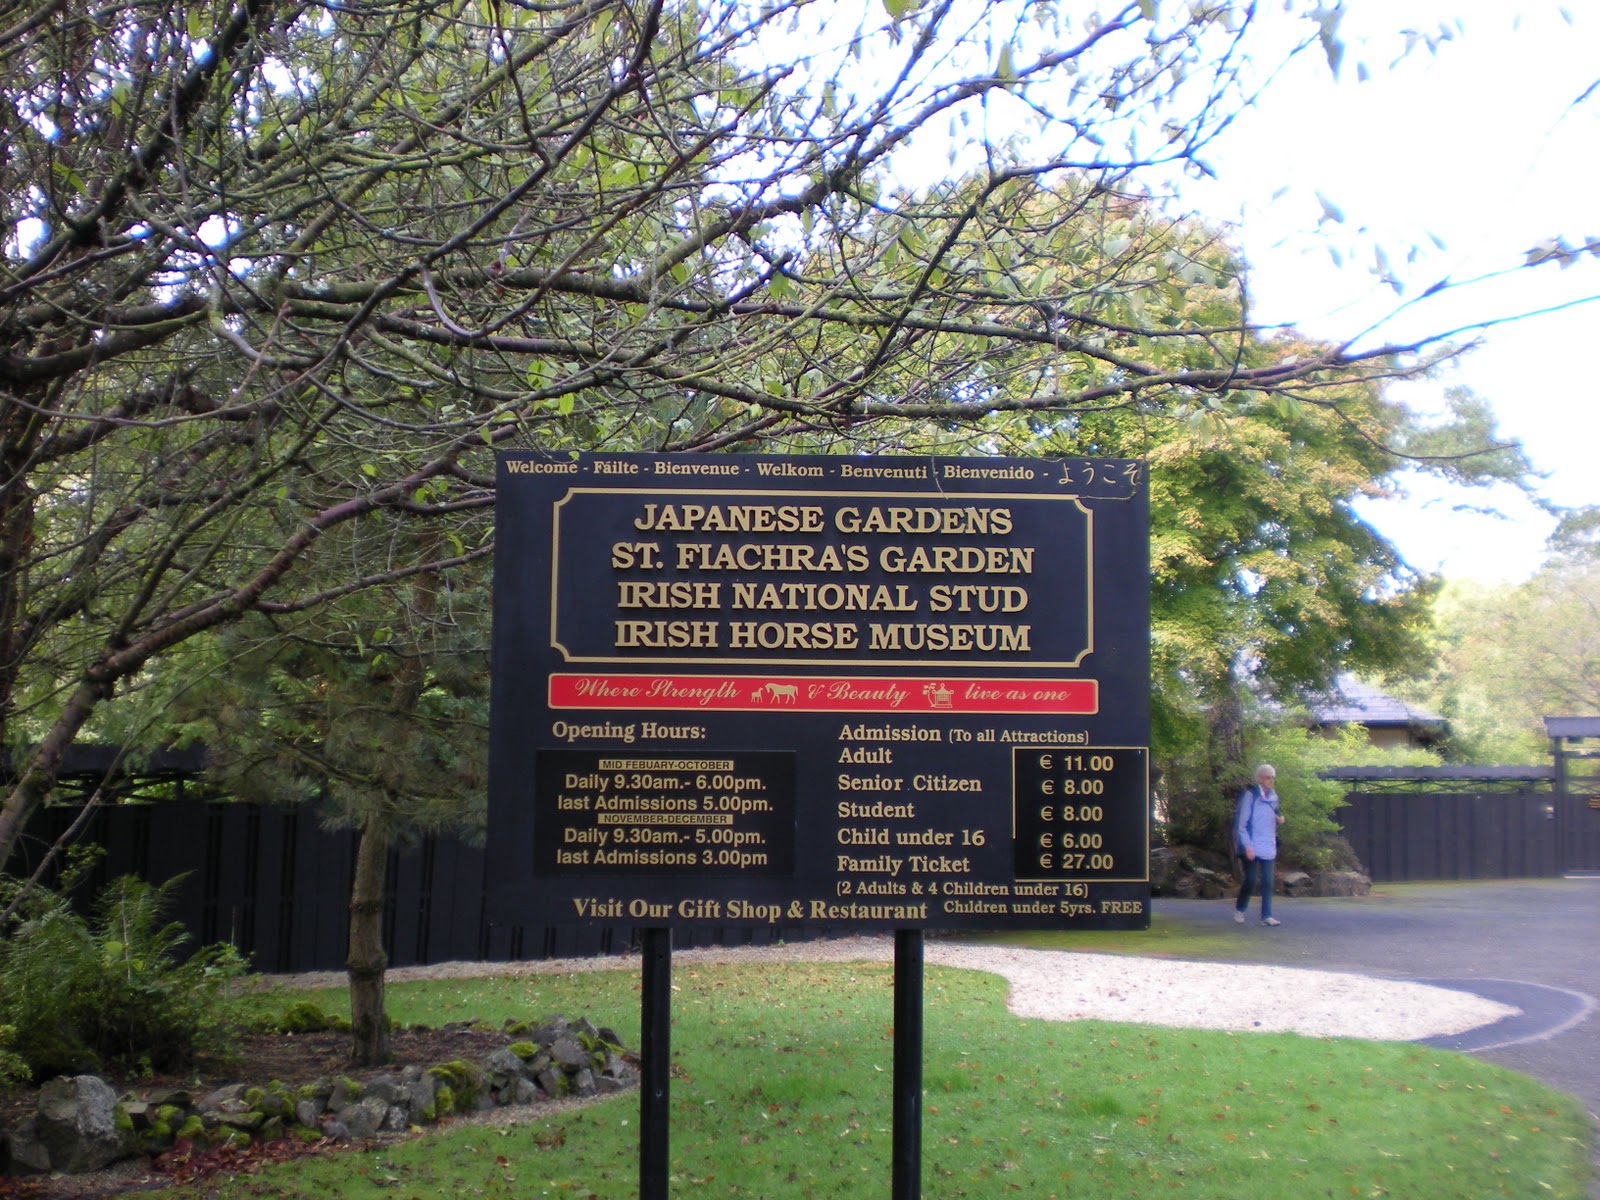 Welcome - Fáilte - Bienvenue - Welkom - Benvenuti - Bienvenido - ようこそ
JAPANESE GARDENS
ST. FIACHRA'S GARDEN
IRISH NATIONAL STUD
IRISH HORSE MUSEUM
Where Strength & Beauty live as one
Opening Hours:
MID FEBUARY-OCTOBER
Daily 9.30am.- 6.00pm.
last Admissions 5.00pm.
NOVEMBER-DECEMBER
Daily 9.30am.- 5.00pm.
last Admissions 3.00pm
Admission (To all Attractions)
Adult € 11.00
Senior Citizen € 8.00
Student € 8.00
Child under 16 € 6.00
Family Ticket € 27.00
(2 Adults & 4 Children under 16)
Visit Our Gift Shop & Restaurant Children under 5yrs. FREE